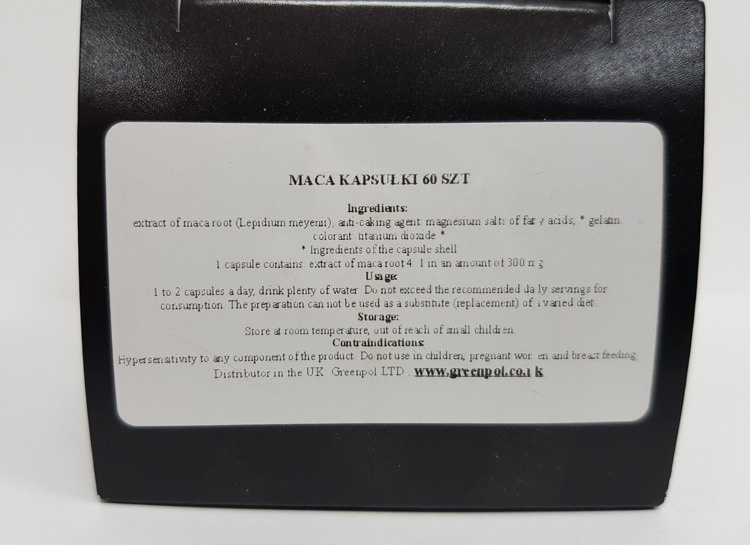 MACA KAPSUŁKI 60 SZT
Ingredients:
extract of maca root (Lepidium meyenii), anti-caking agent: magnesium salts of fatty acids, * gelatin.
colorant: titanium dioxide *
* Ingredients of the capsule shell
1 capsule contains: extract of maca root 4: 1 in an amount of 300 mg
Usage:
1 to 2 capsules a day, drink plenty of water. Do not exceed the recommended daily servings for
consumption. The preparation can not be used as a substitute (replacement) of a varied diet.
Storage:
Store at room temperature, out of reach of small children.
Contraindications:
Hypersensitivity to any component of the product. Do not use in children, pregnant women and breast feeding.
Distributor in the UK: Greenpol LTD . www.greenpol.co.uk